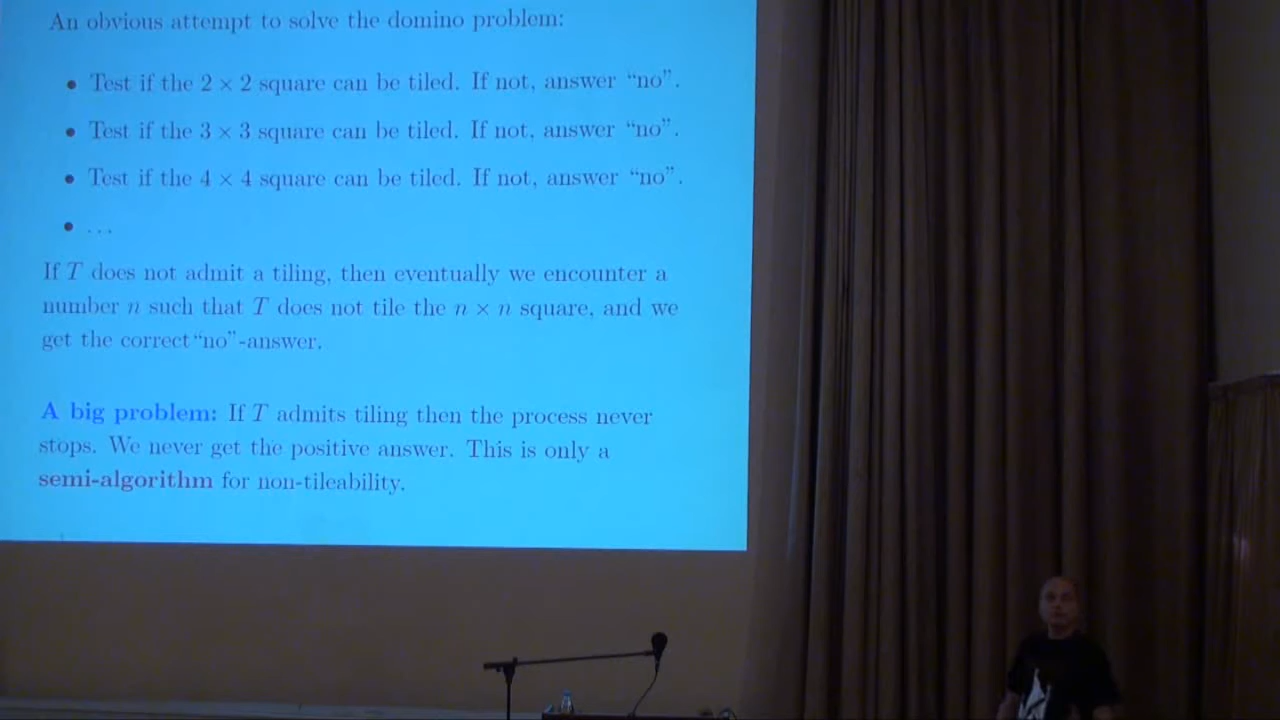 An obvious attempt to solve the domino problem:
• Test if the 2 × 2 square can be tiled. If not, answer “no”.
• Test if the 3 × 3 square can be tiled. If not, answer “no”.
• Test if the 4 × 4 square can be tiled. If not, answer “no”.
• . . .
If T does not admit a tiling, then eventually we encounter a
number n such that T does not tile the n × n square, and we
get the correct“no”-answer.
A big problem: If T admits tiling then the process never
stops. We never get the positive answer. This is only a
semi-algorithm for non-tileability.